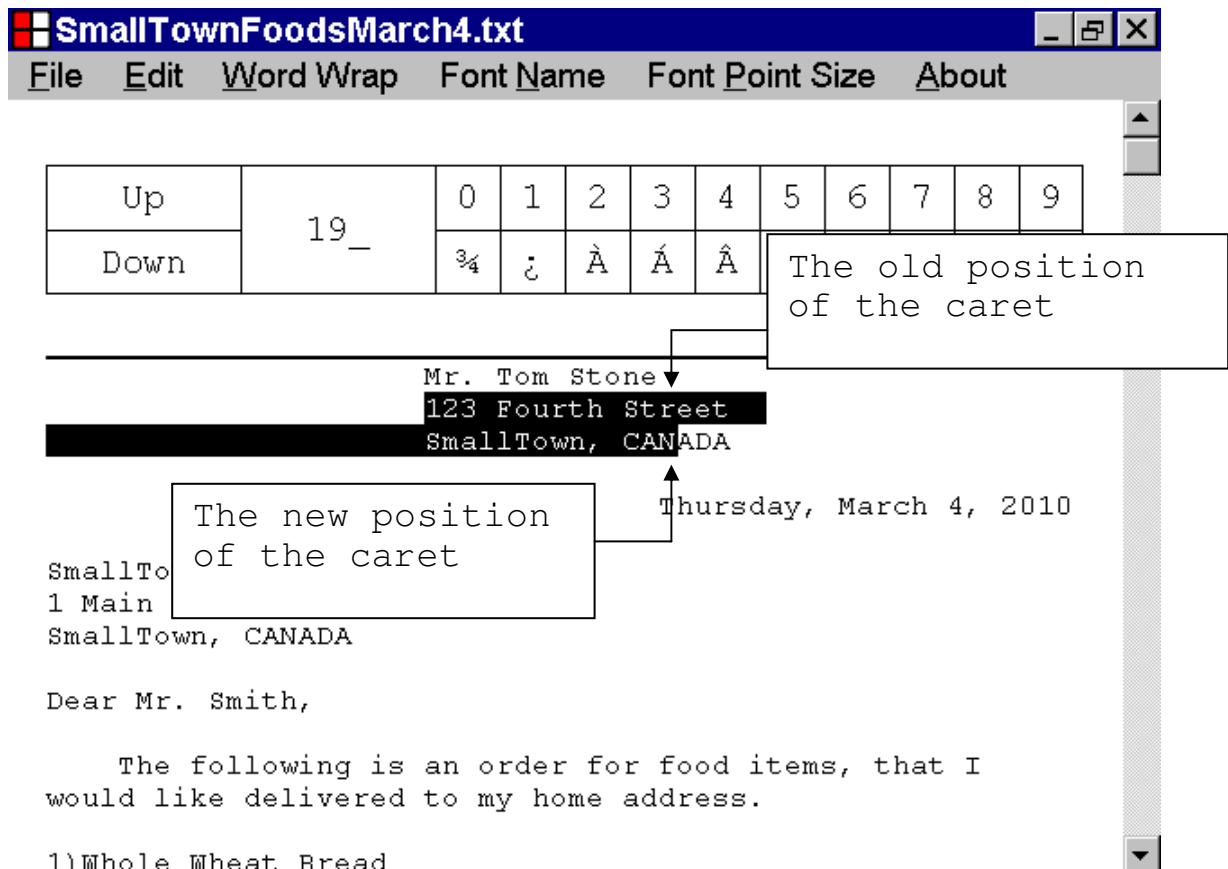 SmallTownFoodsMarch4.txt
File Edit Word Wrap Font Name Font Point Size About
Up 19_ 0 1 2 3 4 5 6 7 8 9
Down ¾ ¿ À Á Â
The old position
of the caret
Mr. Tom Stone
123 Fourth Street
SmallTown, CANADA
The new position
of the caret
Thursday, March 4, 2010
SmallTo
1 Main
SmallTown, CANADA
Dear Mr. Smith,
The following is an order for food items, that I
would like delivered to my home address.
1)Whole Wheat Bread